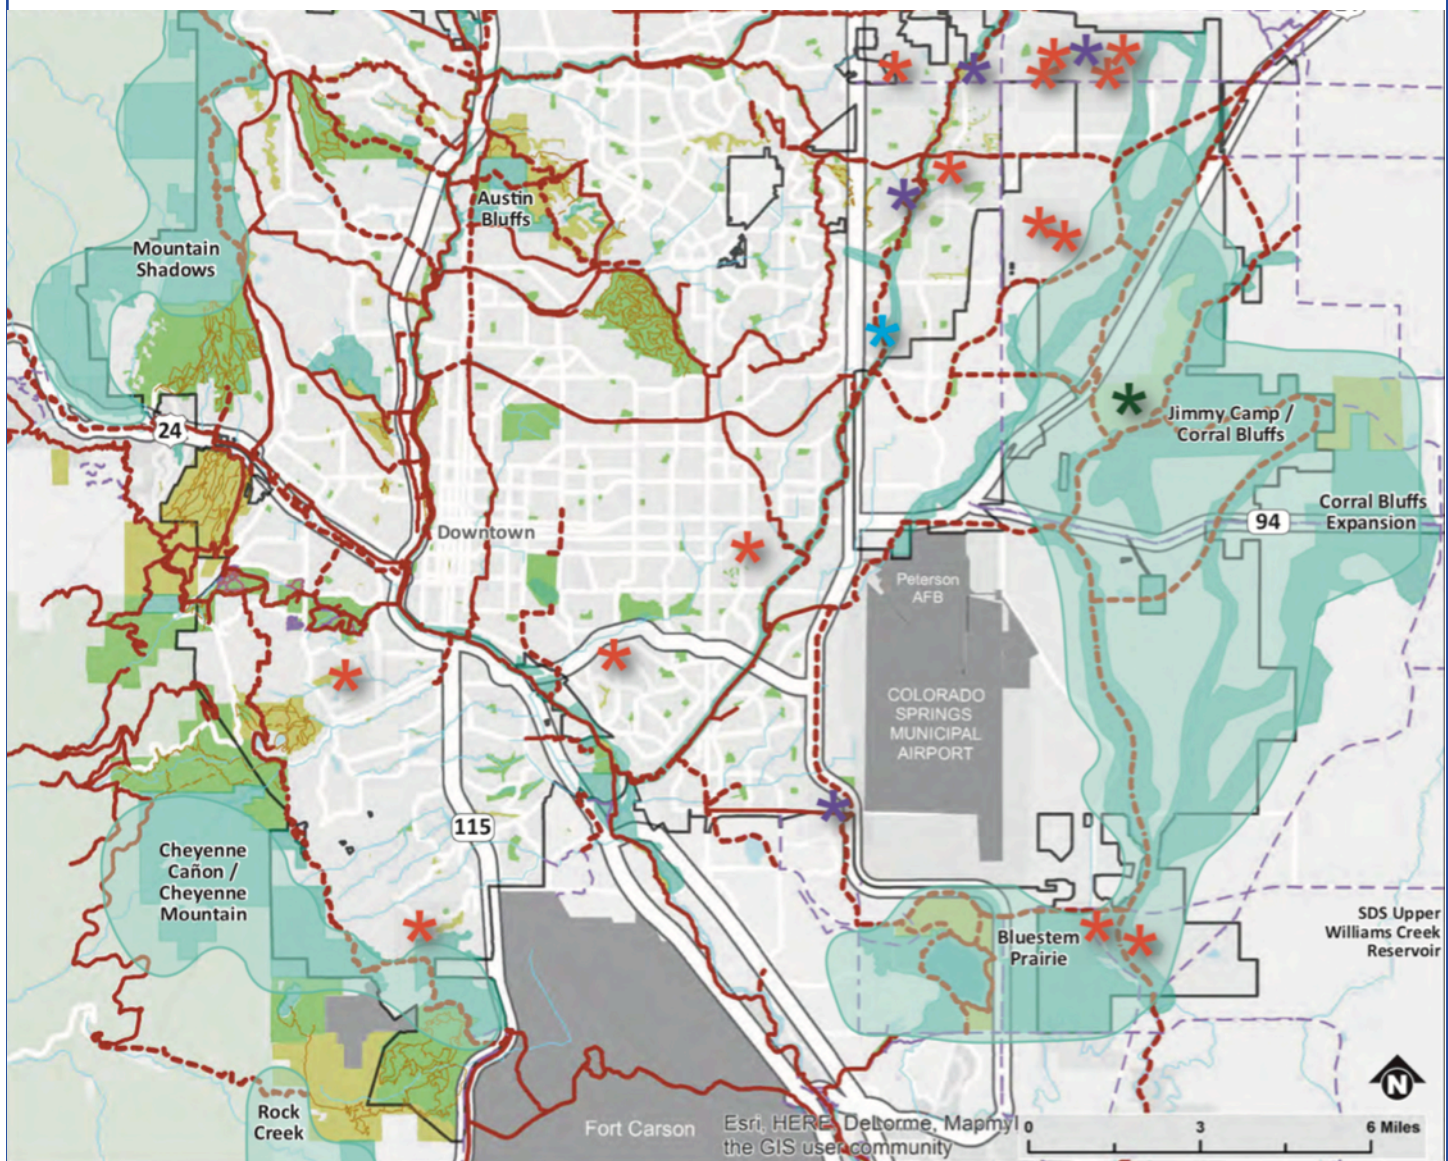 Mountain
Shadows
Austin
Bluffs
24
Jimmy Camp /
Corral Bluffs
Corral Bluffs
Expansion
94
Downtown
Peterson
AFB
COLORADO
SPRINGS
MUNICIPAL
AIRPORT
115
Cheyenne
Cañon /
Cheyenne
Mountain
Bluestem
Prairie
SDS Upper
Williams Creek
Reservoir
N
Rock
Creek
Fort Carson
Esri, HERE, DeLorme, MapmyI
the GIS user community
0 3 6 Miles